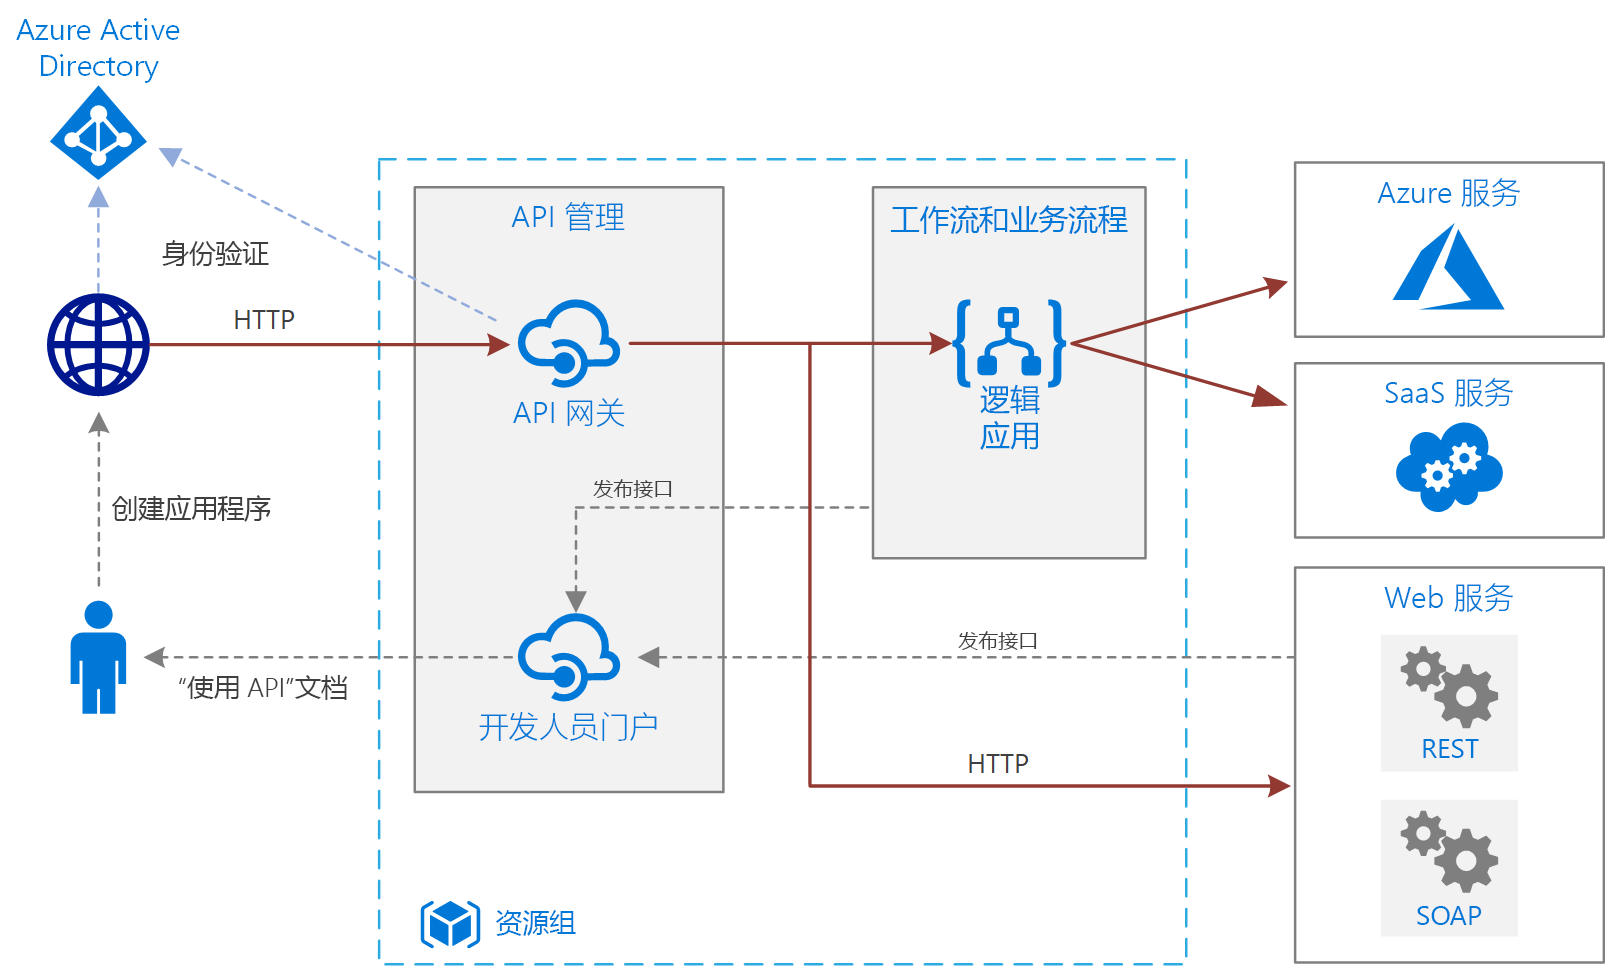 Azure Active
Directory
身份验证
HTTP
创建应用程序
“使用 API”文档
API 管理
API 网关
发布接口
开发人员门户
工作流和业务流程
逻辑
应用
发布接口
HTTP
资源组
Azure 服务
SaaS 服务
Web 服务
REST
SOAP